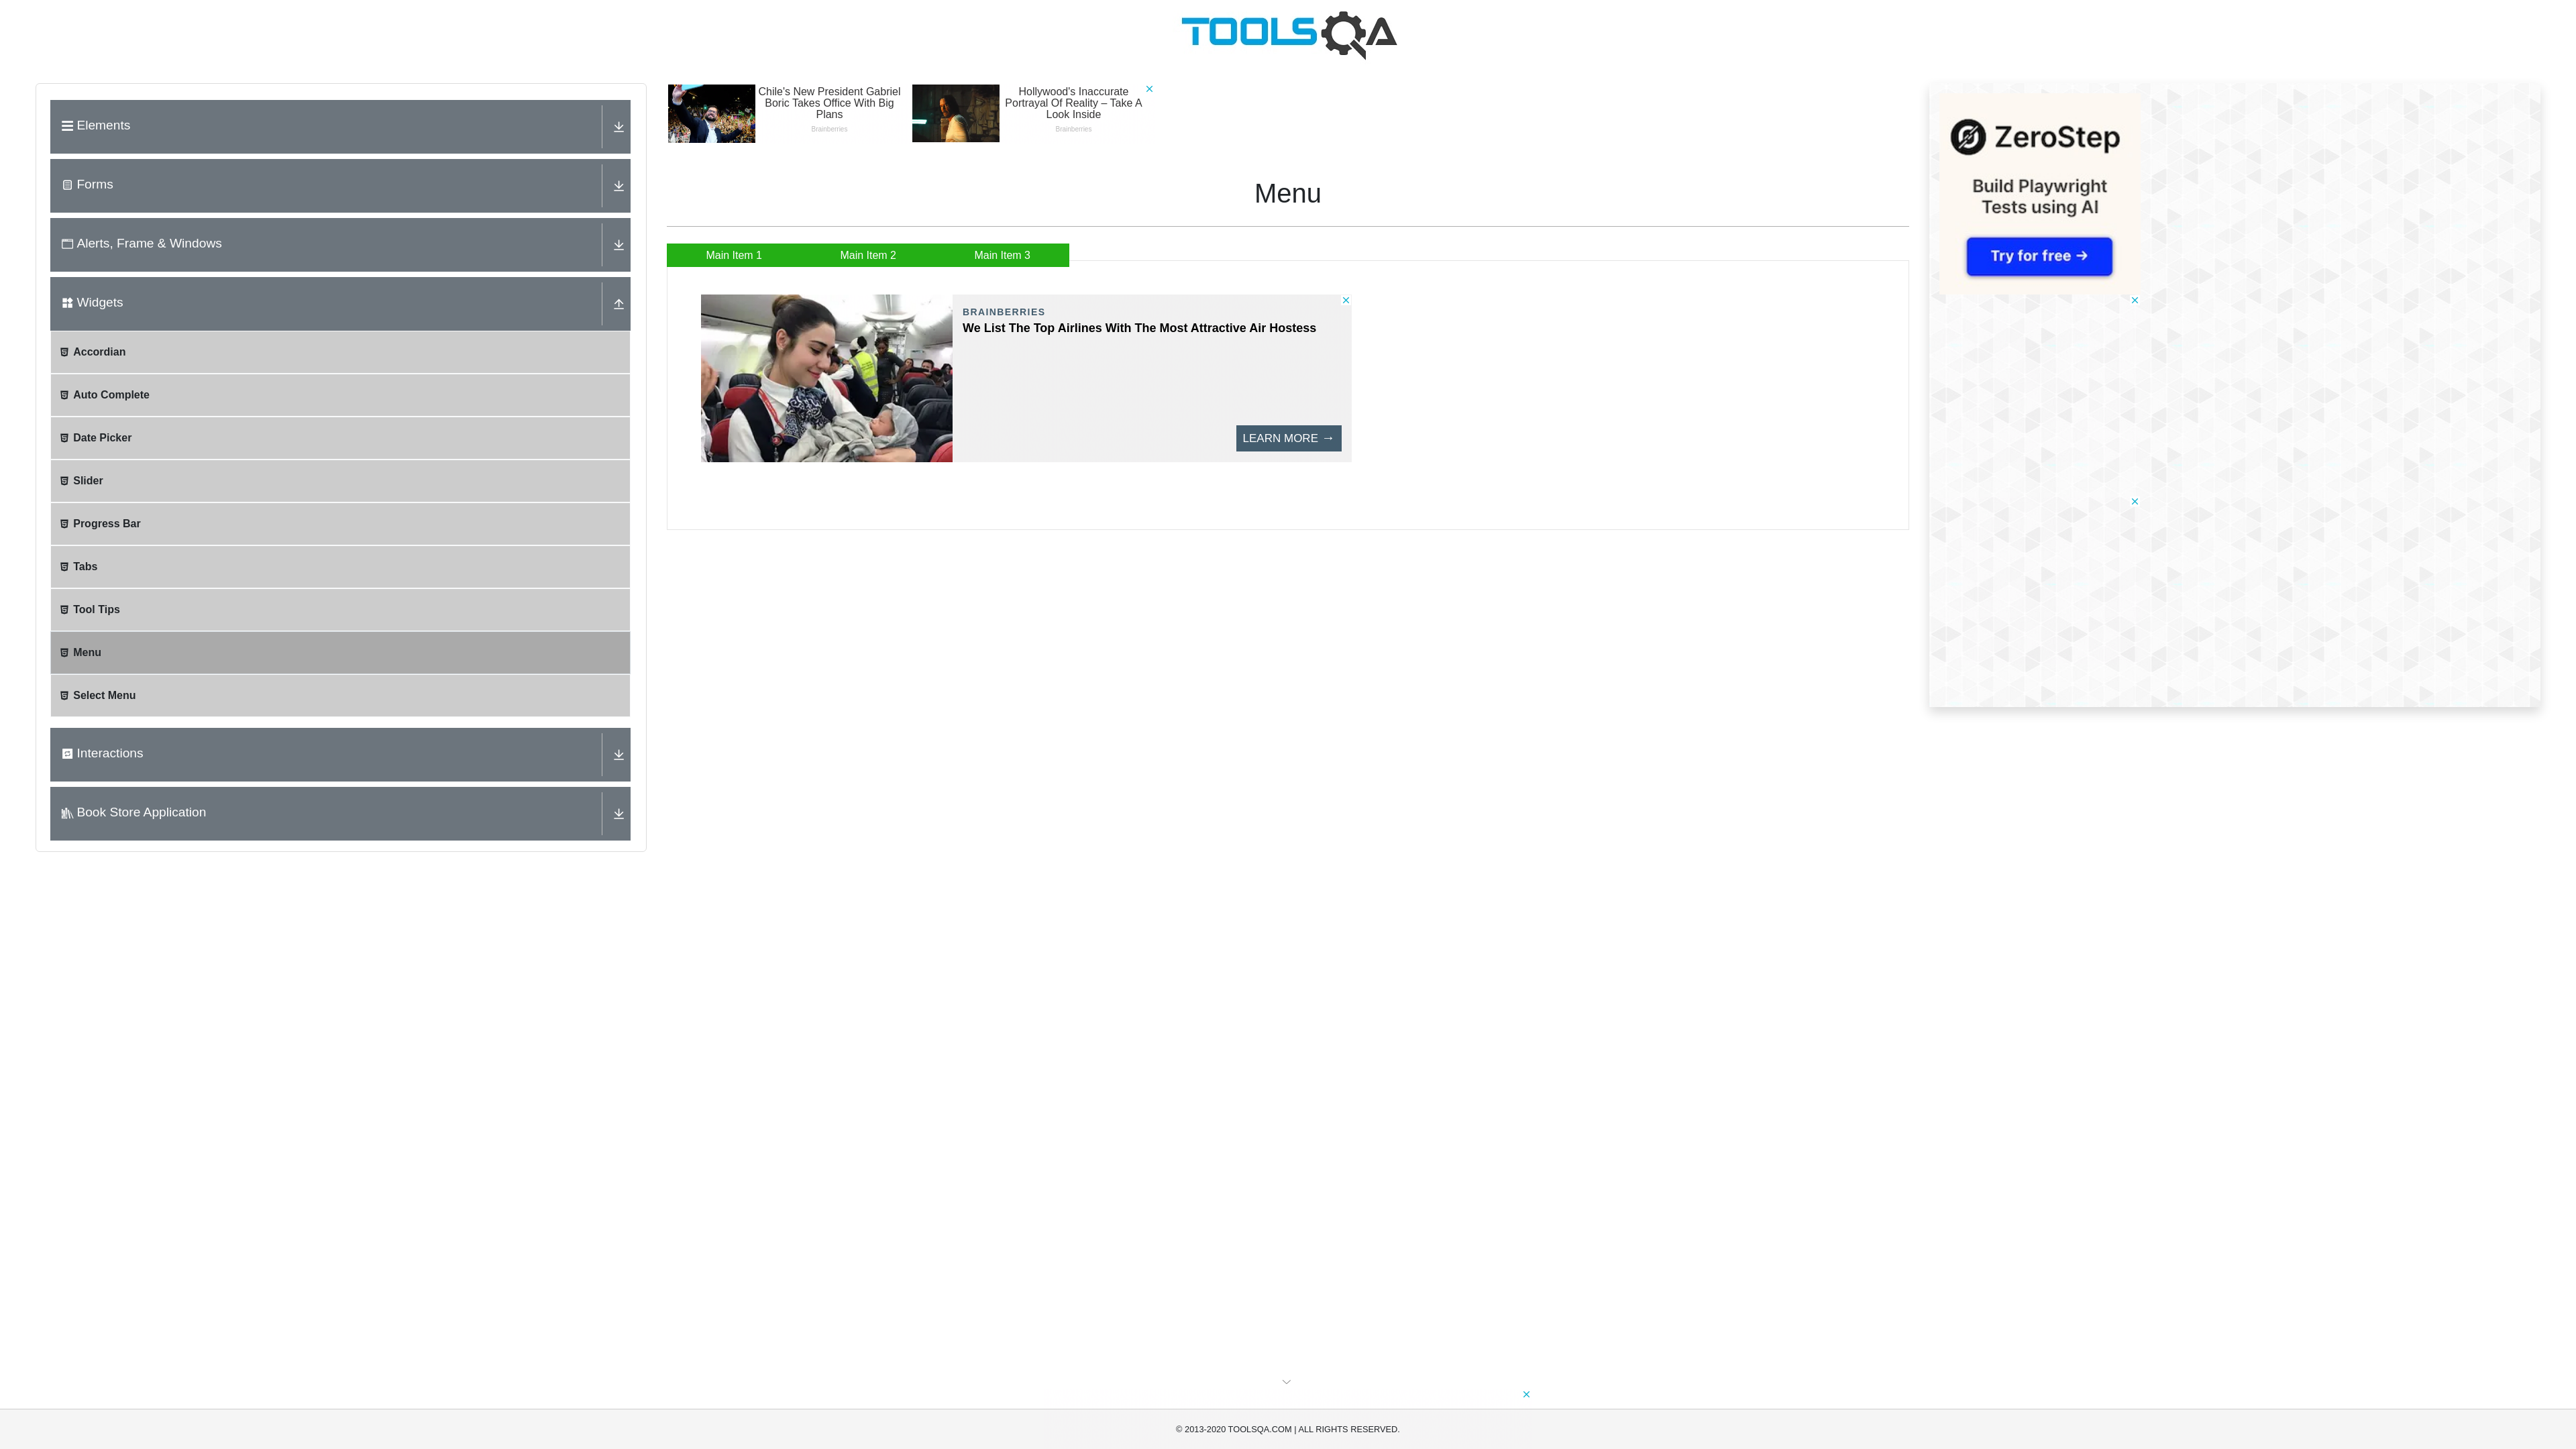 TOOLSQA
Elements
Forms
Alerts, Frame & Windows
Widgets
Accordian
Auto Complete
Date Picker
Slider
Progress Bar
Tabs
Tool Tips
Menu
Select Menu
Interactions
Book Store Application
Chile's New President Gabriel
Boric Takes Office With Big
Plans
Brainberries
Hollywood's Inaccurate
Portrayal Of Reality – Take A
Look Inside
Brainberries
Menu
Main Item 1
Main Item 2
Main Item 3
BRAINBERRIES
We List The Top Airlines With The Most Attractive Air Hostess
LEARN MORE →
ZeroStep
Build Playwright
Tests using AI
Try for free →
© 2013-2020 TOOLSQA.COM | ALL RIGHTS RESERVED.